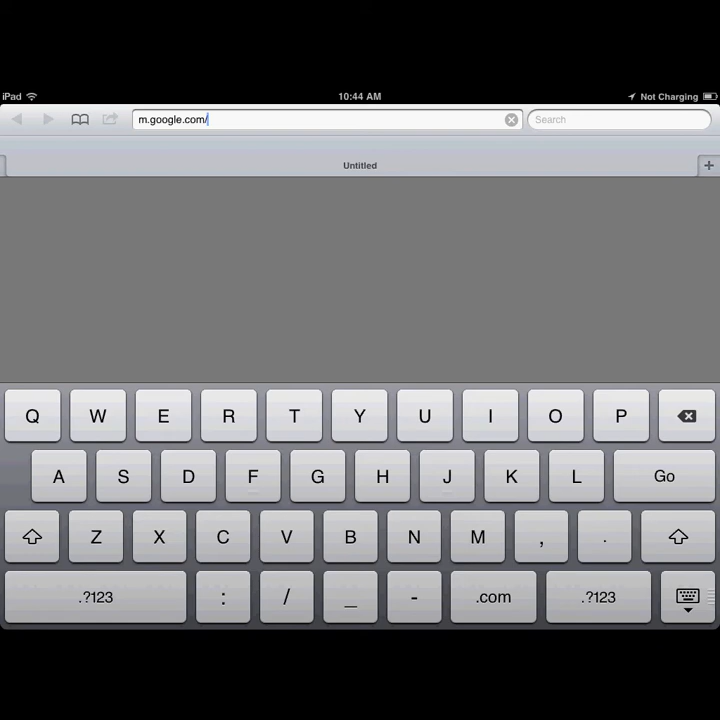 iPad 10:44 AM Not Charging
m.google.com/ Search
Untitled +
Q W E R T Y U I O P
A S D F G H J K L Go
Z X C V B N M , .
.?123 : / _ - .com .?123